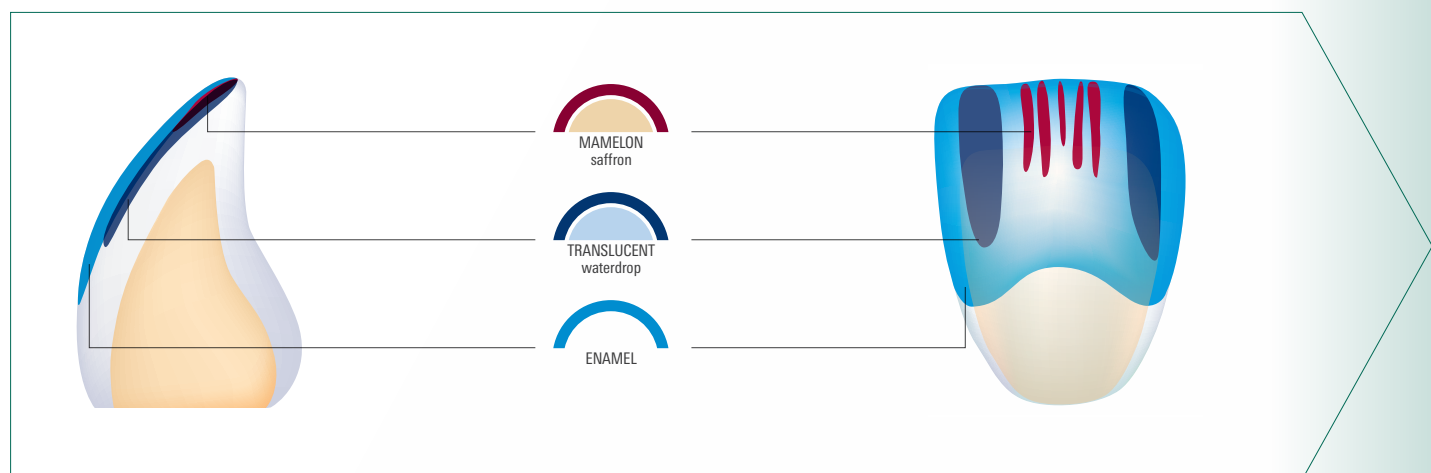 MAMELON
saffron
TRANSLUCENT
waterdrop
ENAMEL